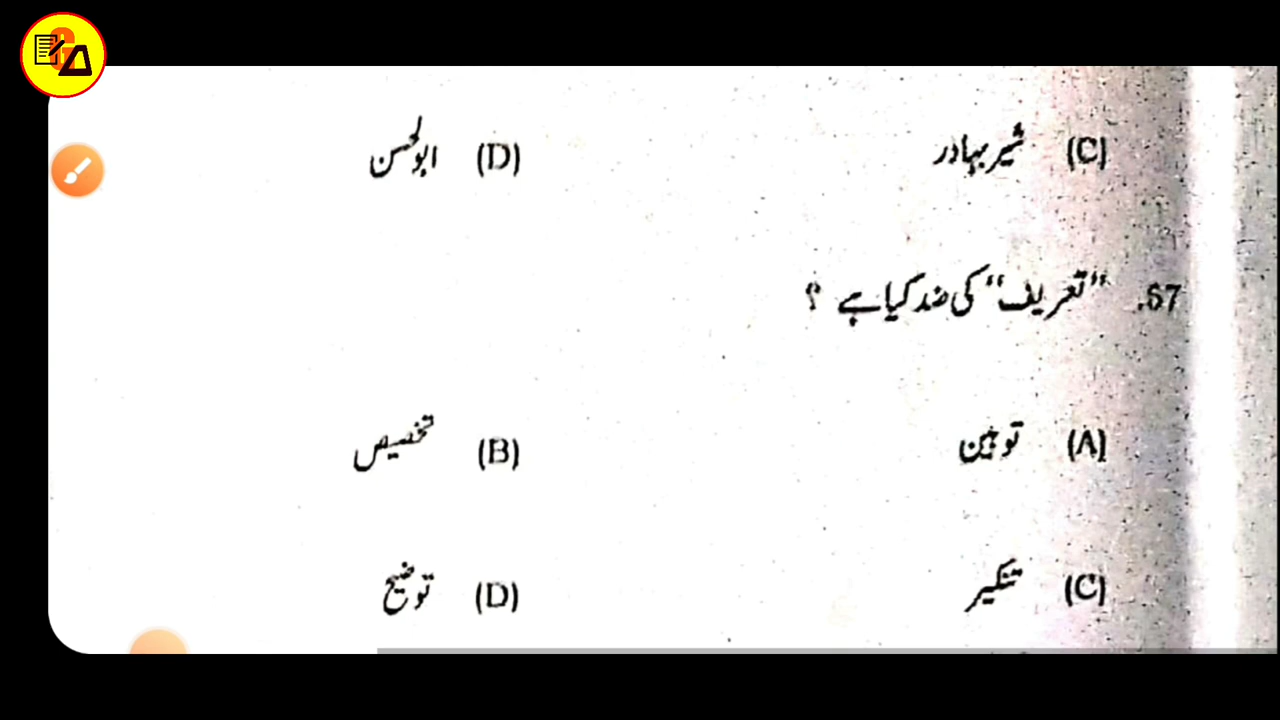 (C) شیر بہادر (D) ابوالحسن
67. ”تعریف“ کی ضد کیا ہے ؟
(A) توہین (B) تخصیص
(C) تنکیر (D) توضیح